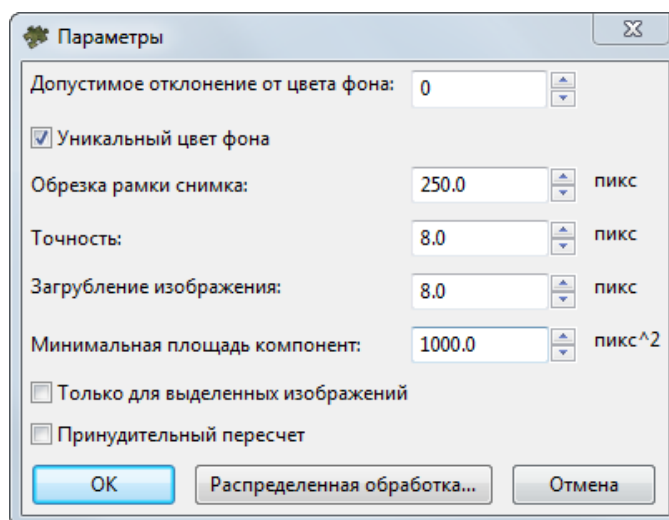 Параметры
Допустимое отклонение от цвета фона: 0
Уникальный цвет фона
Обрезка рамки снимка: 250.0 пикс
Точность: 8.0 пикс
Загрубление изображения: 8.0 пикс
Минимальная площадь компонент: 1000.0 пикс^2
Только для выделенных изображений
Принудительный пересчет
OK Распределенная обработка... Отмена